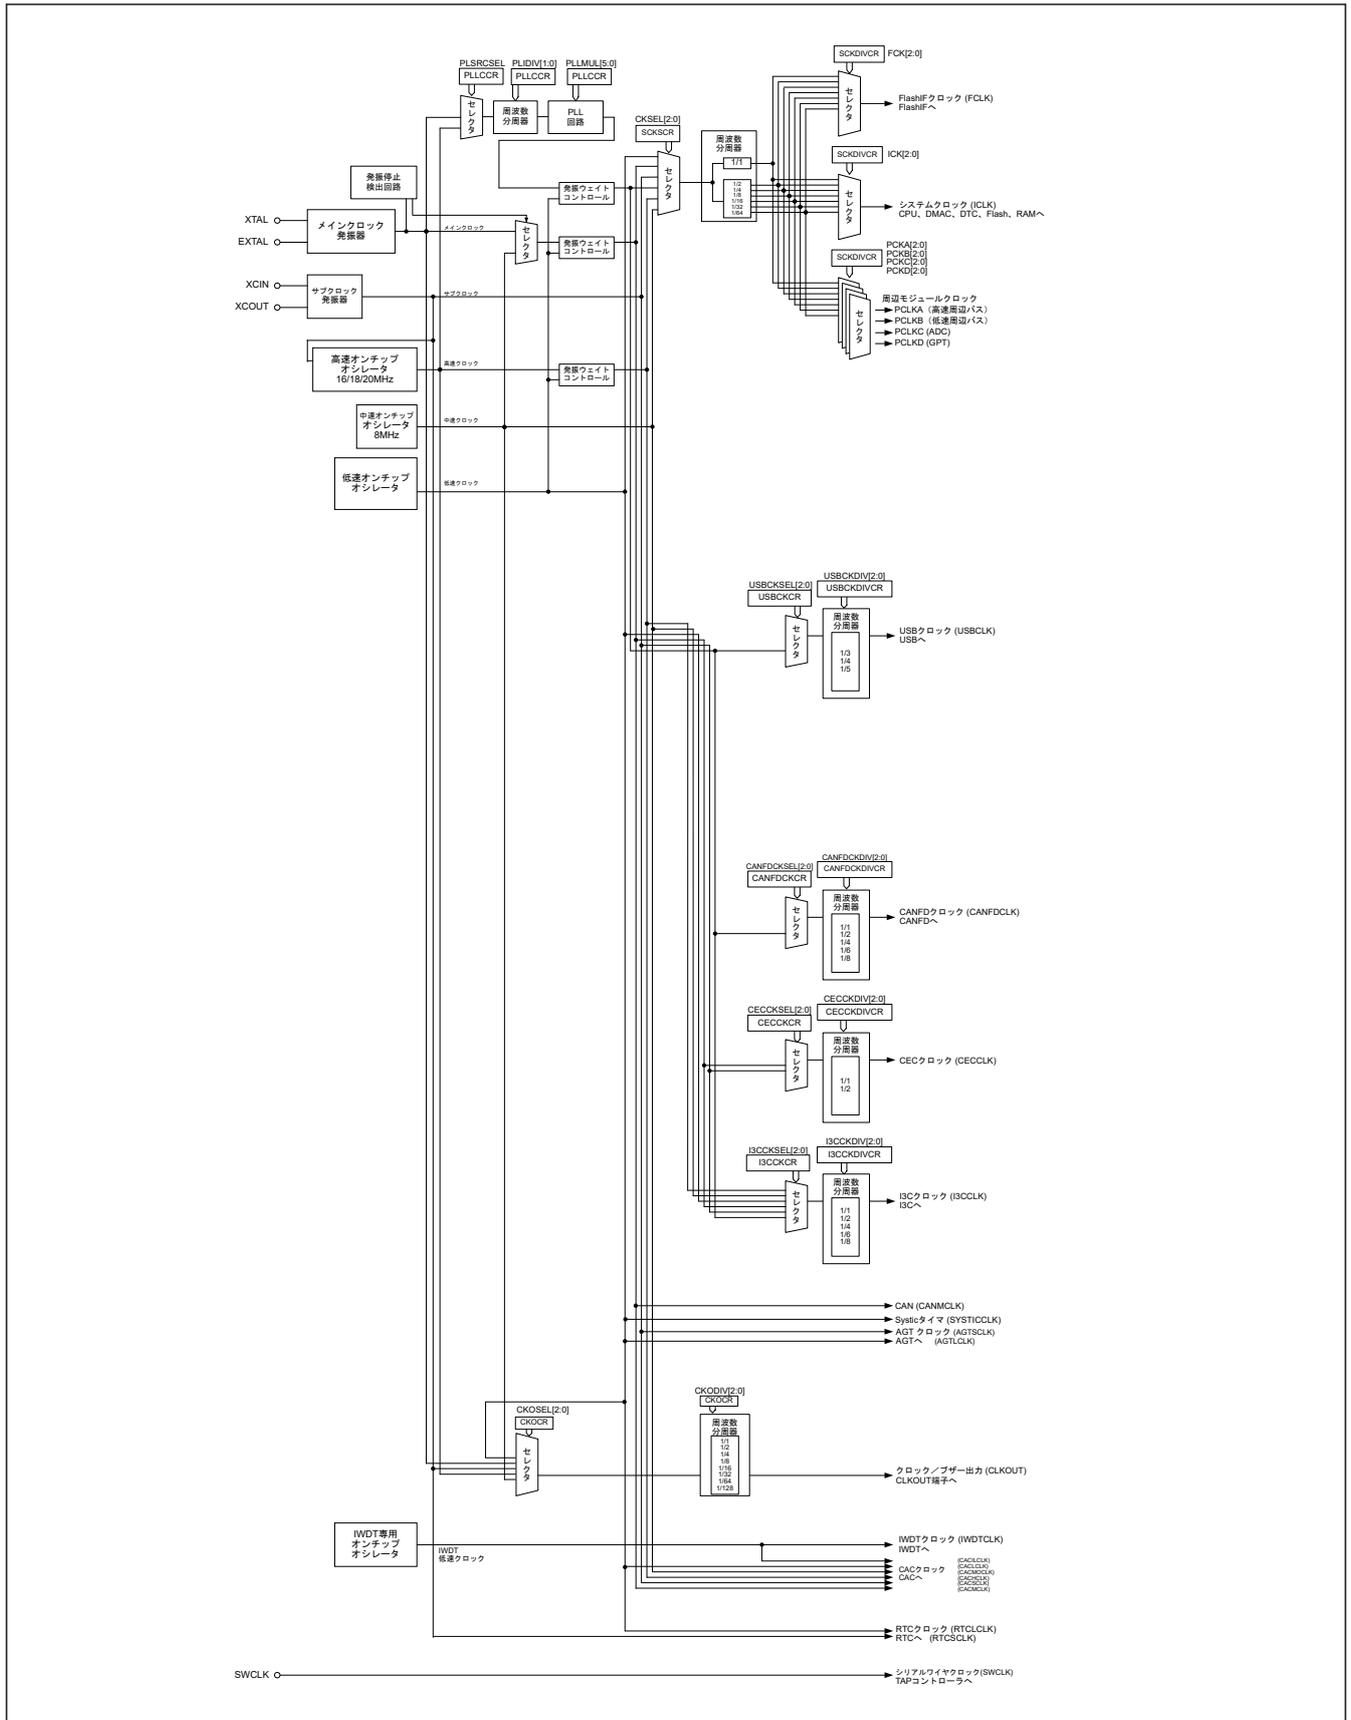 SCKDIVCR FCK[2:0]
PLSRCSEL
PLLCCR
PLIDIV[1:0]
PLLCCR
PLLMUL[5:0]
PLLCCR
セレクタ
周波数
分周器
PLL
回路
セレクタ
FlashIFクロック (FCLK)
FlashIFへ
CKSEL[2:0]
SCKSCR
セレクタ
周波数
分周器
1/1
1/2
1/4
1/8
1/16
1/32
1/64
SCKDIVCR ICK[2:0]
セレクタ
システムクロック (ICLK)
CPU、DMAC、DTC、Flash、RAMへ
発振停止
検出回路
発振ウェイト
コントロール
XTAL
EXTAL
メインクロック
発振器
メインクロック
セレクタ
発振ウェイト
コントロール
SCKDIVCR
PCKA[2:0]
PCKB[2:0]
PCKC[2:0]
PCKD[2:0]
セレクタ
周辺モジュールクロック
PCLKA（高速周辺バス）
PCLKB（低速周辺バス）
PCLKC (ADC)
PCLKD (GPT)
XCIN
XCOUT
サブクロック
発振器
サブクロック
高速オンチップ
オシレータ
16/18/20MHz
高速クロック
発振ウェイト
コントロール
中速オンチップ
オシレータ
8MHz
中速クロック
低速オンチップ
オシレータ
低速クロック
USBCKSEL[2:0]
USBCKCR
セレクタ
USBCKDIV[2:0]
USBCKDIVCR
周波数
分周器
1/3
1/4
1/5
USBクロック (USBCLK)
USBへ
CANFDCKSEL[2:0]
CANFDCKCR
セレクタ
CANFDCKDIV[2:0]
CANFDCKDIVCR
周波数
分周器
1/1
1/2
1/4
1/6
1/8
CANFDクロック (CANFDCLK)
CANFDへ
CECCKSEL[2:0]
CECCKCR
セレクタ
CECCKDIV[2:0]
CECCKDIVCR
周波数
分周器
1/1
1/2
CECクロック (CECCLK)
I3CCKSEL[2:0]
I3CCKCR
セレクタ
I3CCKDIV[2:0]
I3CCKDIVCR
周波数
分周器
1/1
1/2
1/4
1/6
1/8
I3Cクロック (I3CCLK)
I3Cへ
CAN (CANMCLK)
Systicタイマ (SYSTICCLK)
AGT クロック (AGTSCLK)
AGTへ (AGTLCLK)
CKOSEL[2:0]
CKOCR
セレクタ
CKODIV[2:0]
CKOCR
周波数
分周器
1/1
1/2
1/4
1/8
1/16
1/32
1/64
1/128
クロック／ブザー出力 (CLKOUT)
CLKOUT端子へ
IWDT専用
オンチップ
オシレータ
IWDT
低速クロック
IWDTクロック (IWDTCLK)
IWDTへ
CACクロック
CACへ
(CACILCLK)
(CACLCLK)
(CACMOCLK)
(CACHCLK)
(CACSCLK)
(CACMCLK)
RTCクロック (RTCLCLK)
RTCへ (RTCSCLK)
SWCLK
シリアルワイヤクロック(SWCLK)
TAPコントローラへ